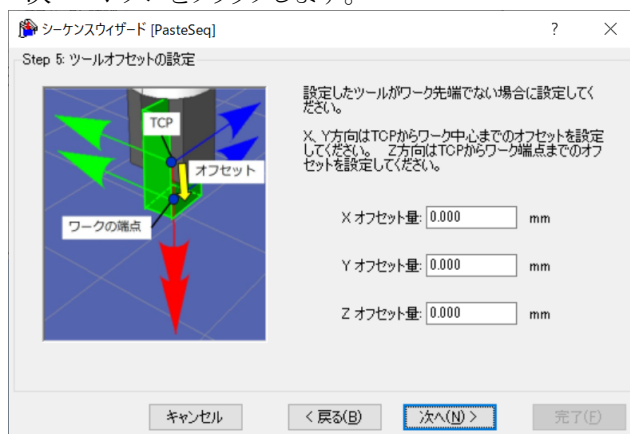 シーケンスウィザード [PasteSeq]
?
Step 5: ツールオフセットの設定
設定したツールがワーク先端でない場合に設定してく
ださい。
X、Y方向はTCPからワーク中心までのオフセットを設定
してください。 Z方向はTCPからワーク端点までのオフ
セットを設定してください。
TCP
オフセット
ワークの端点
X オフセット量: 0.000 mm
Y オフセット量: 0.000 mm
Z オフセット量: 0.000 mm
キャンセル < 戻る(B) 次へ(N) > 完了(F)